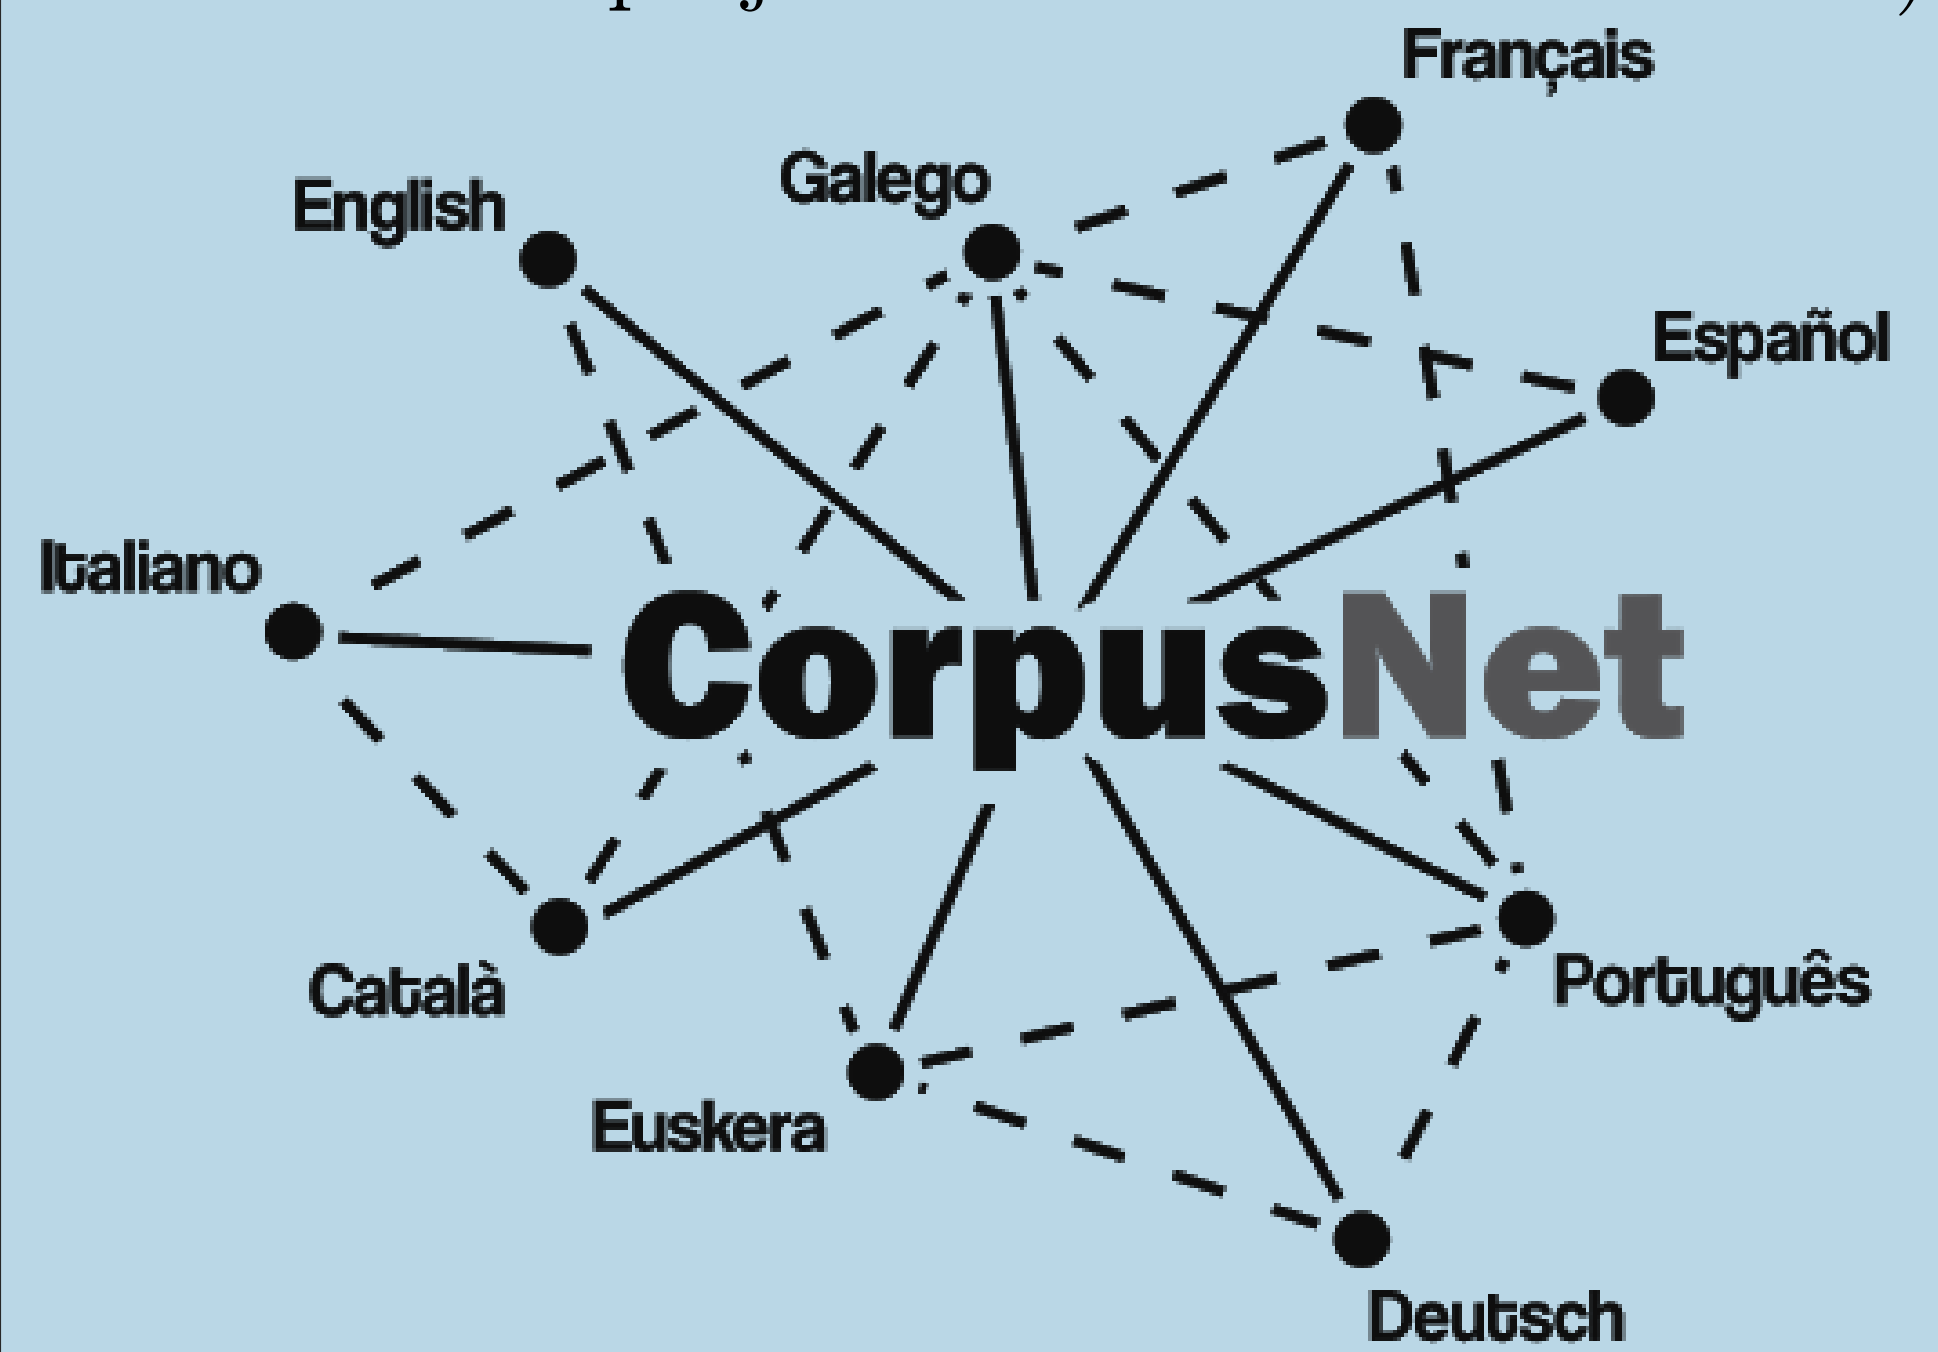 Français
Galego
English
Español
Italiano
CorpusNet
Català
Português
Euskera
Deutsch